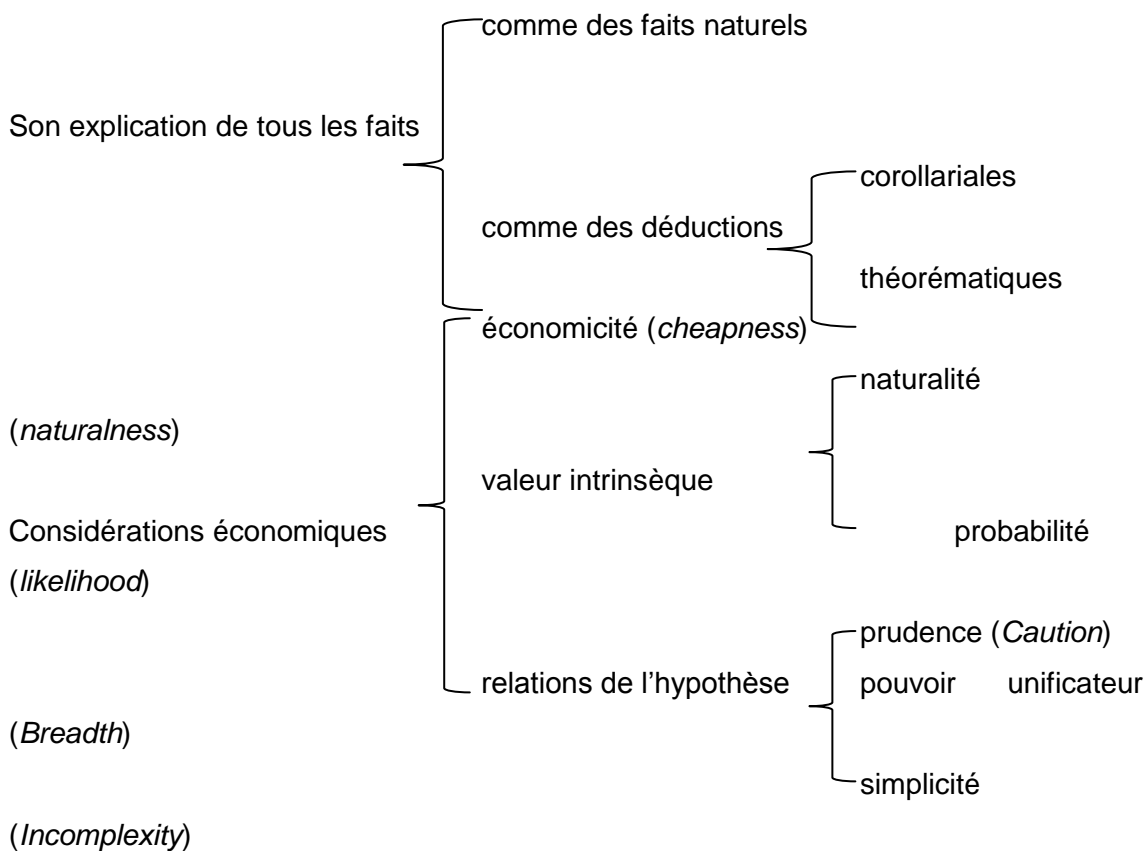 comme des faits naturels
Son explication de tous les faits
corollariales
comme des déductions
théorématiques
économicité (cheapness)
naturalité
(naturalness)
valeur intrinsèque
Considérations économiques
probabilité
(likelihood)
prudence (Caution)
relations de l’hypothèse
pouvoir unificateur
(Breadth)
simplicité
(Incomplexity)